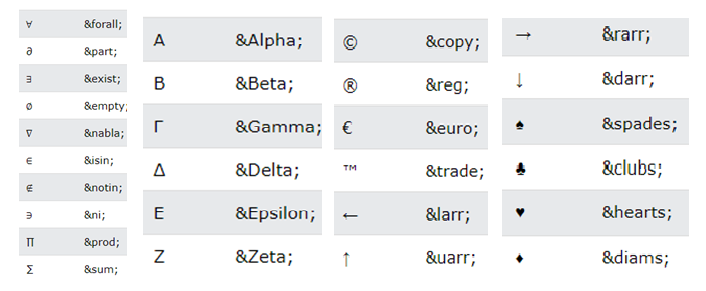 ∀ &forall;
∂ &part;
∃ &exist;
∅ &empty;
∇ &nabla;
∈ &isin;
∉ &notin;
∋ &ni;
∏ &prod;
∑ &sum;
Α &Alpha;
Β &Beta;
Γ &Gamma;
Δ &Delta;
Ε &Epsilon;
Ζ &Zeta;
© &copy;
® &reg;
€ &euro;
™ &trade;
← &larr;
↑ &uarr;
→ &rarr;
↓ &darr;
♠ &spades;
♣ &clubs;
♥ &hearts;
♦ &diams;